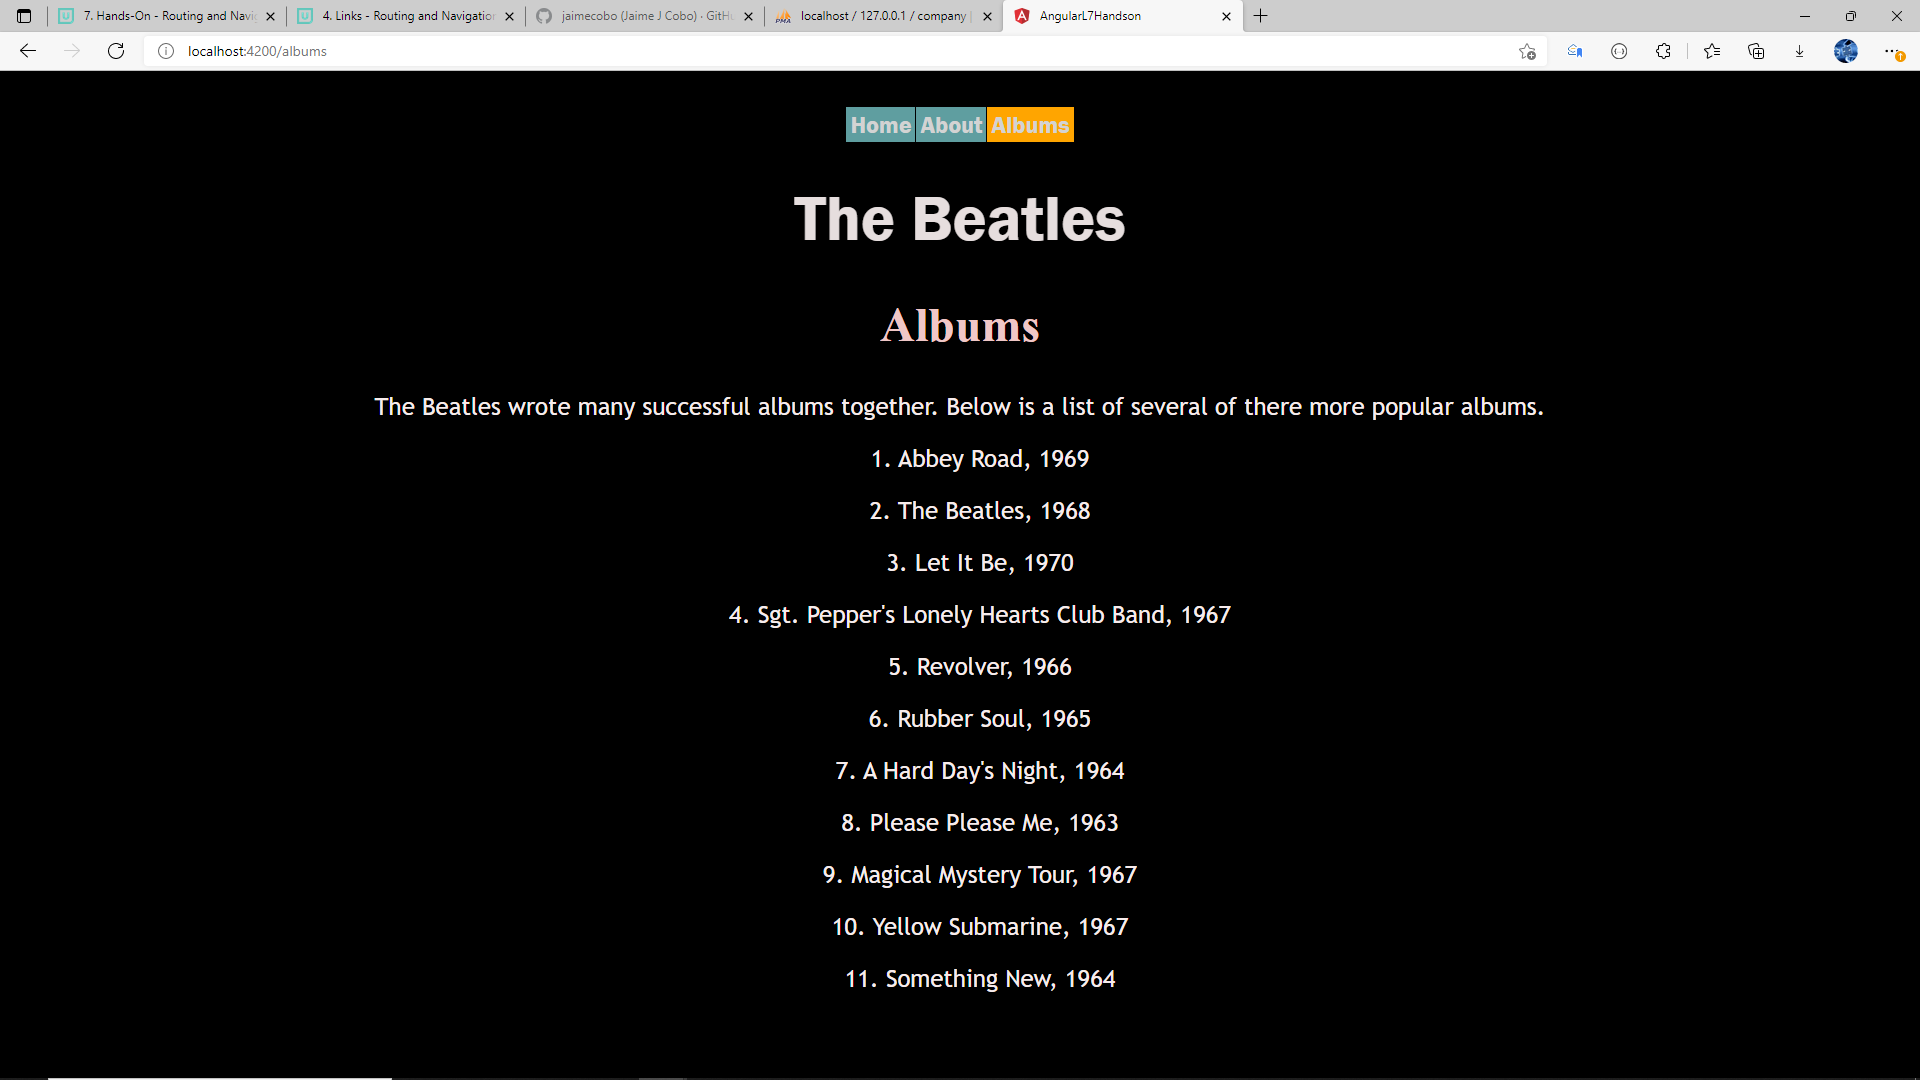 7. Hands-On - Routing and Navi
4. Links - Routing and Navigation
jaimecobo (Jaime J Cobo) · GitHu
localhost / 127.0.0.1 / company |
AngularL7Handson
localhost:4200/albums
Home About Albums
The Beatles
Albums
The Beatles wrote many successful albums together. Below is a list of several of there more popular albums.
1. Abbey Road, 1969
2. The Beatles, 1968
3. Let It Be, 1970
4. Sgt. Pepper's Lonely Hearts Club Band, 1967
5. Revolver, 1966
6. Rubber Soul, 1965
7. A Hard Day's Night, 1964
8. Please Please Me, 1963
9. Magical Mystery Tour, 1967
10. Yellow Submarine, 1967
11. Something New, 1964